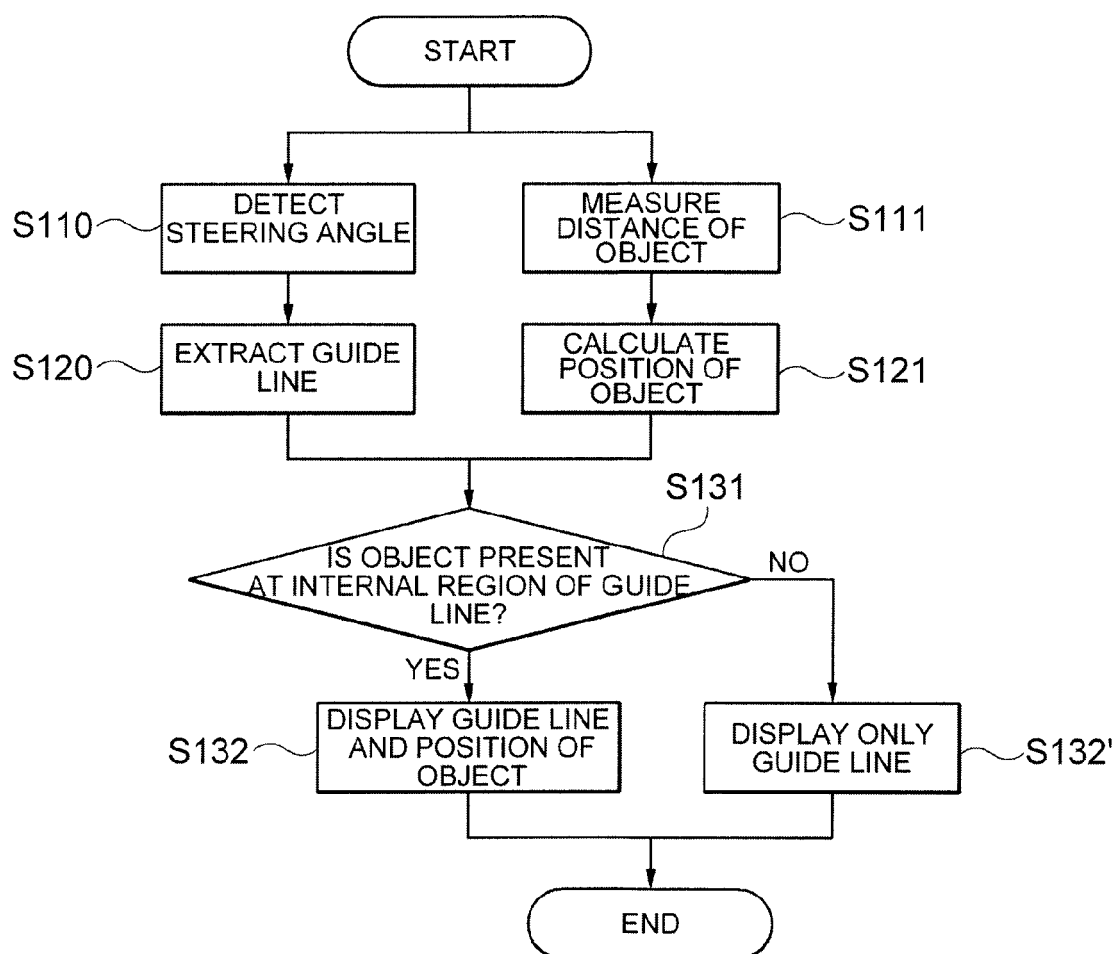 START
S110
DETECT
STEERING ANGLE
MEASURE
DISTANCE OF
OBJECT
S111
S120
EXTRACT GUIDE
LINE
CALCULATE
POSITION OF
OBJECT
S121
S131
IS OBJECT PRESENT
AT INTERNAL REGION OF GUIDE
LINE?
NO
YES
S132
DISPLAY GUIDE LINE
AND POSITION OF
OBJECT
DISPLAY ONLY
GUIDE LINE
S132'
END